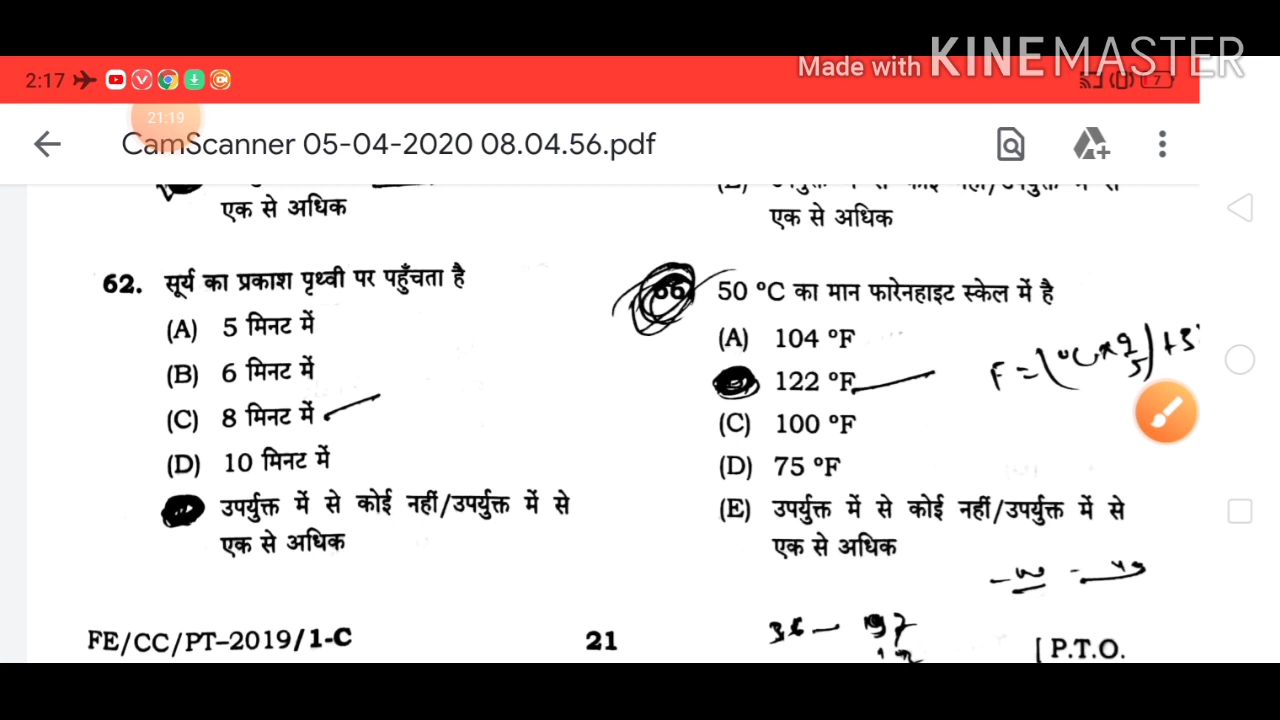 Made with KINEMASTER
2:17
7
21:19
CamScanner 05-04-2020 08.04.56.pdf
एक से अधिक
एक से अधिक
62. सूर्य का प्रकाश पृथ्वी पर पहुँचता है
(A) 5 मिनट में
(B) 6 मिनट में
(C) 8 मिनट में
(D) 10 मिनट में
उपर्युक्त में से कोई नहीं/उपर्युक्त में से
एक से अधिक
66 50 °C का मान फारेनहाइट स्केल में है
(A) 104 °F
122 °F
(C) 100 °F
(D) 75 °F
(E) उपर्युक्त में से कोई नहीं/उपर्युक्त में से
एक से अधिक
FE/CC/PT–2019/1-C
21
[ P.T.O.